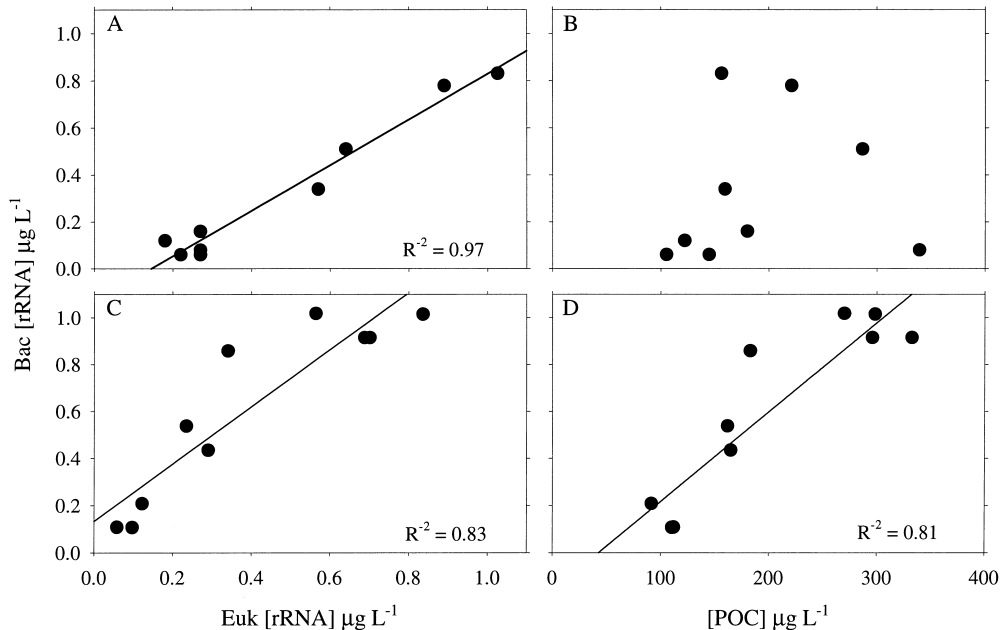 A
B
1.0
0.8
0.6
0.4
0.2
0.0
R⁻² = 0.97
Bac [rRNA] µg L⁻¹
C
D
1.0
0.8
0.6
0.4
0.2
0.0
R⁻² = 0.83
R⁻² = 0.81
0.0 0.2 0.4 0.6 0.8 1.0
100 200 300 400
Euk [rRNA] µg L⁻¹
[POC] µg L⁻¹